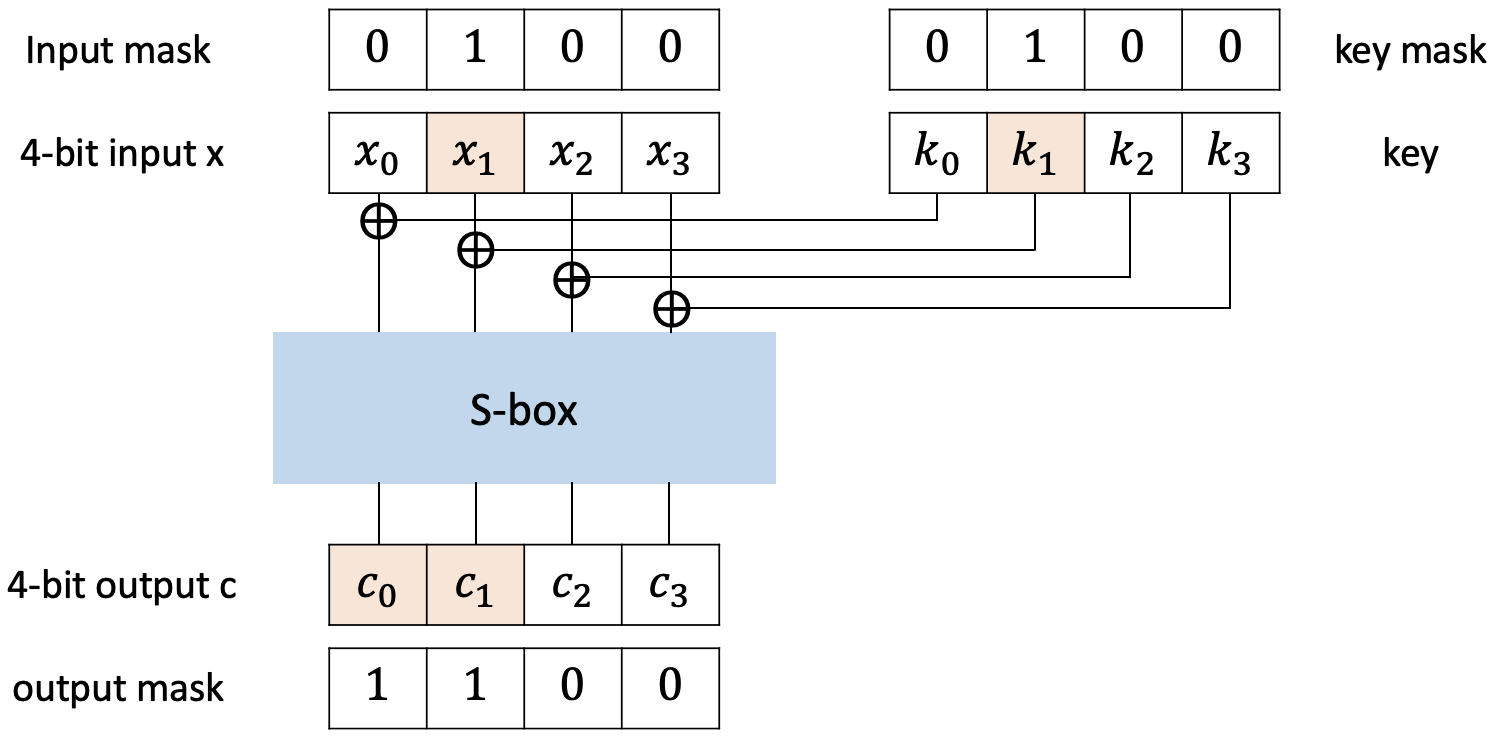 Input mask 0 1 0 0 0 1 0 0 key mask
4-bit input x x₀ x₁ x₂ x₃ k₀ k₁ k₂ k₃ key
S-box
4-bit output c c₀ c₁ c₂ c₃
output mask 1 1 0 0